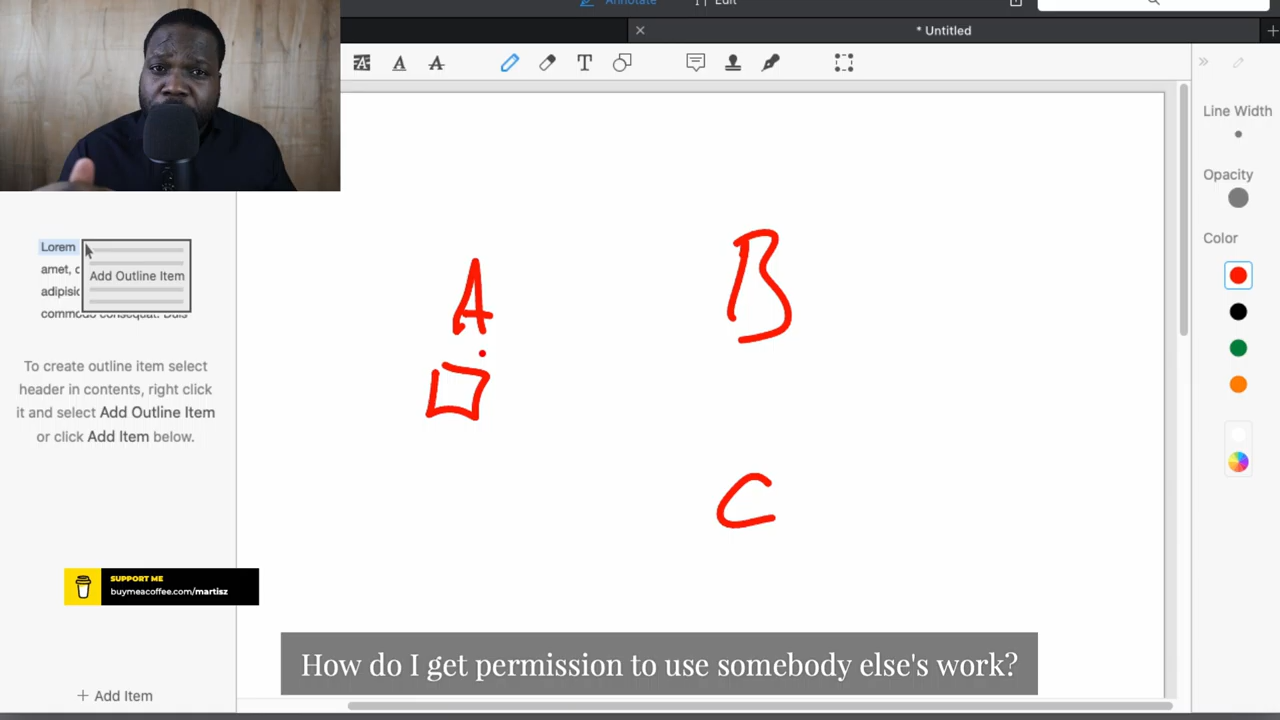 Annotate
Edit
* Untitled
Line Width
Opacity
Color
Lorem
amet, c
Add Outline Item
adipisic
To create outline item select
header in contents, right click
it and select Add Outline Item
or click Add Item below.
A
B
C
SUPPORT ME
buymeacoffee.com/martisz
How do I get permission to use somebody else's work?
+ Add Item